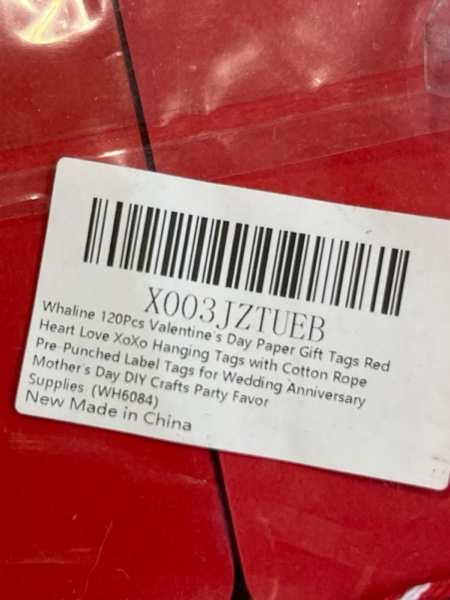 X003JZTUEB
Whaline 120Pcs Valentine's Day Paper Gift Tags Red
Heart Love XoXo Hanging Tags with Cotton Rope
Pre-Punched Label Tags for Wedding Anniversary
Mother's Day DIY Crafts Party Favor
Supplies (WH6084)
New Made in China